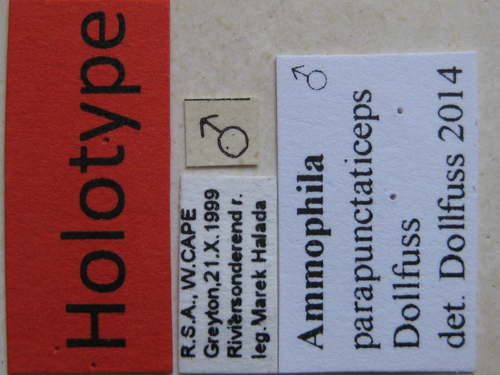 Holotype
♂
R.S.A., W.CAPE
Greyton,21.X.1999
Riviersonderend r.
leg.Marek Halada
♂
Ammophila
parapunctaticeps
Dollfuss
det. Dollfuss 2014